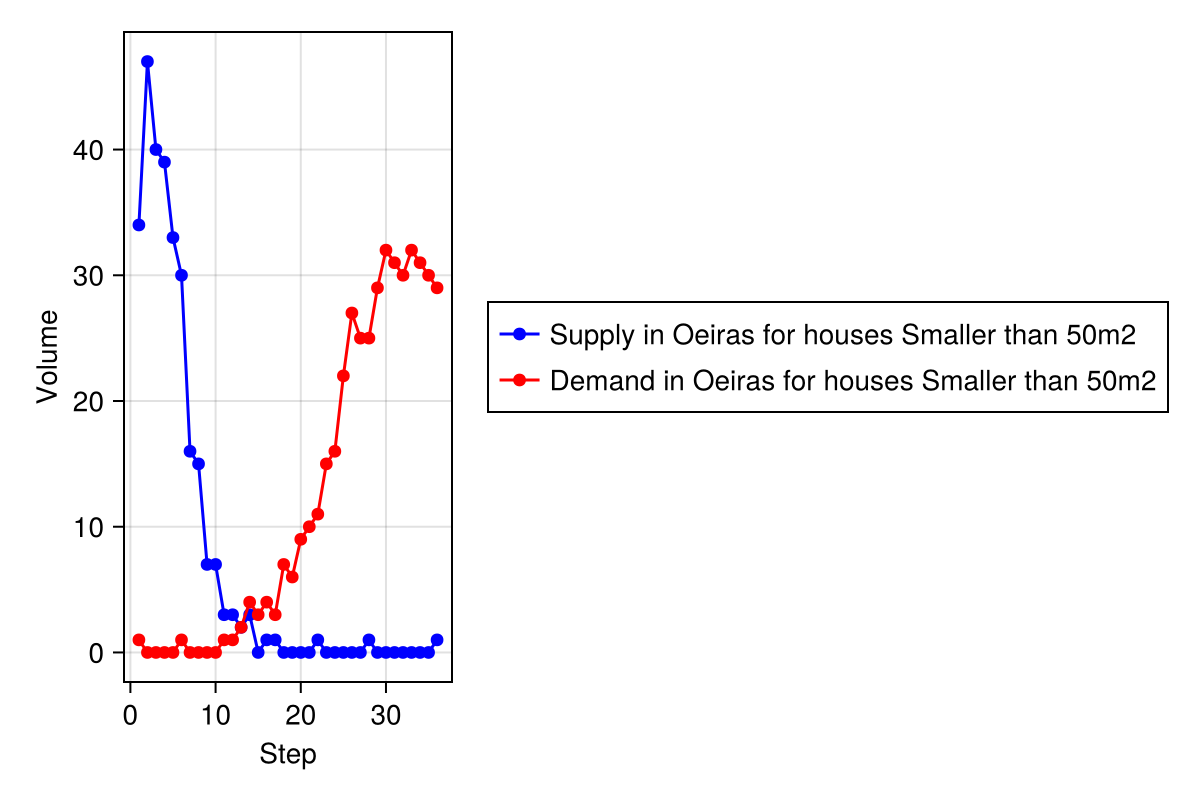 40
30
20
10
0
Volume
0 10 20 30
Step
Supply in Oeiras for houses Smaller than 50m2
Demand in Oeiras for houses Smaller than 50m2